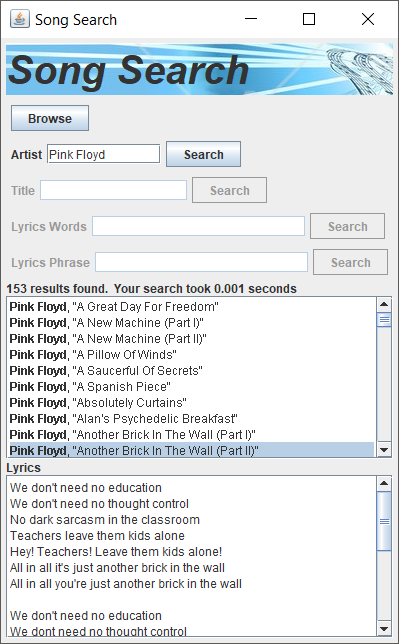 Song Search
Song Search
Browse
Artist Pink Floyd Search
Title Search
Lyrics Words Search
Lyrics Phrase Search
153 results found.  Your search took 0.001 seconds
Pink Floyd, "A Great Day For Freedom"
Pink Floyd, "A New Machine (Part I)"
Pink Floyd, "A New Machine (Part II)"
Pink Floyd, "A Pillow Of Winds"
Pink Floyd, "A Saucerful Of Secrets"
Pink Floyd, "A Spanish Piece"
Pink Floyd, "Absolutely Curtains"
Pink Floyd, "Alan's Psychedelic Breakfast"
Pink Floyd, "Another Brick In The Wall (Part I)"
Pink Floyd, "Another Brick In The Wall (Part II)"
Lyrics
We don't need no education
We don't need no thought control
No dark sarcasm in the classroom
Teachers leave them kids alone
Hey! Teachers! Leave them kids alone!
All in all it's just another brick in the wall
All in all you're just another brick in the wall
We don't need no education
We dont need no thought control